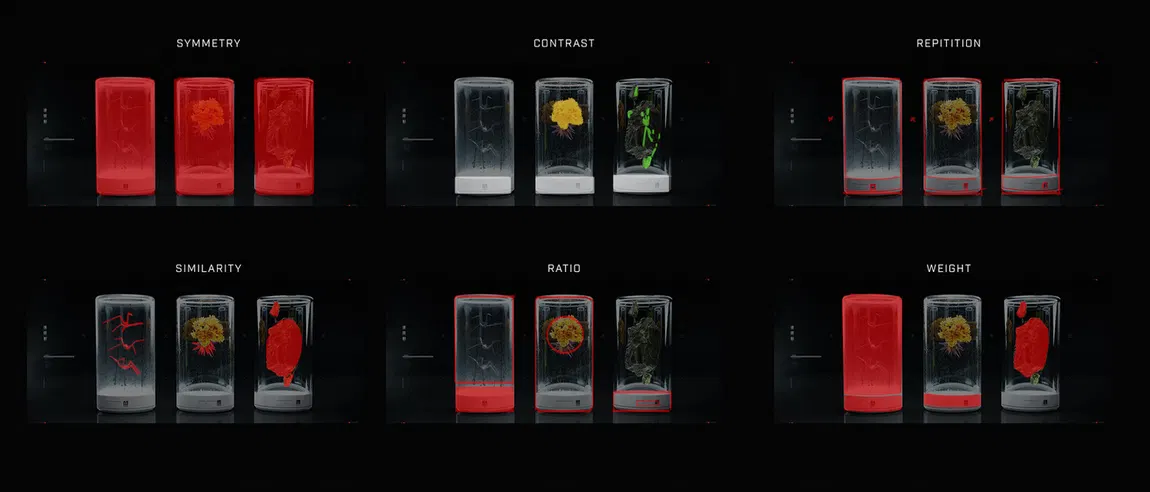 SYMMETRY
CONTRAST
REPITITION
SIMILARITY
RATIO
WEIGHT